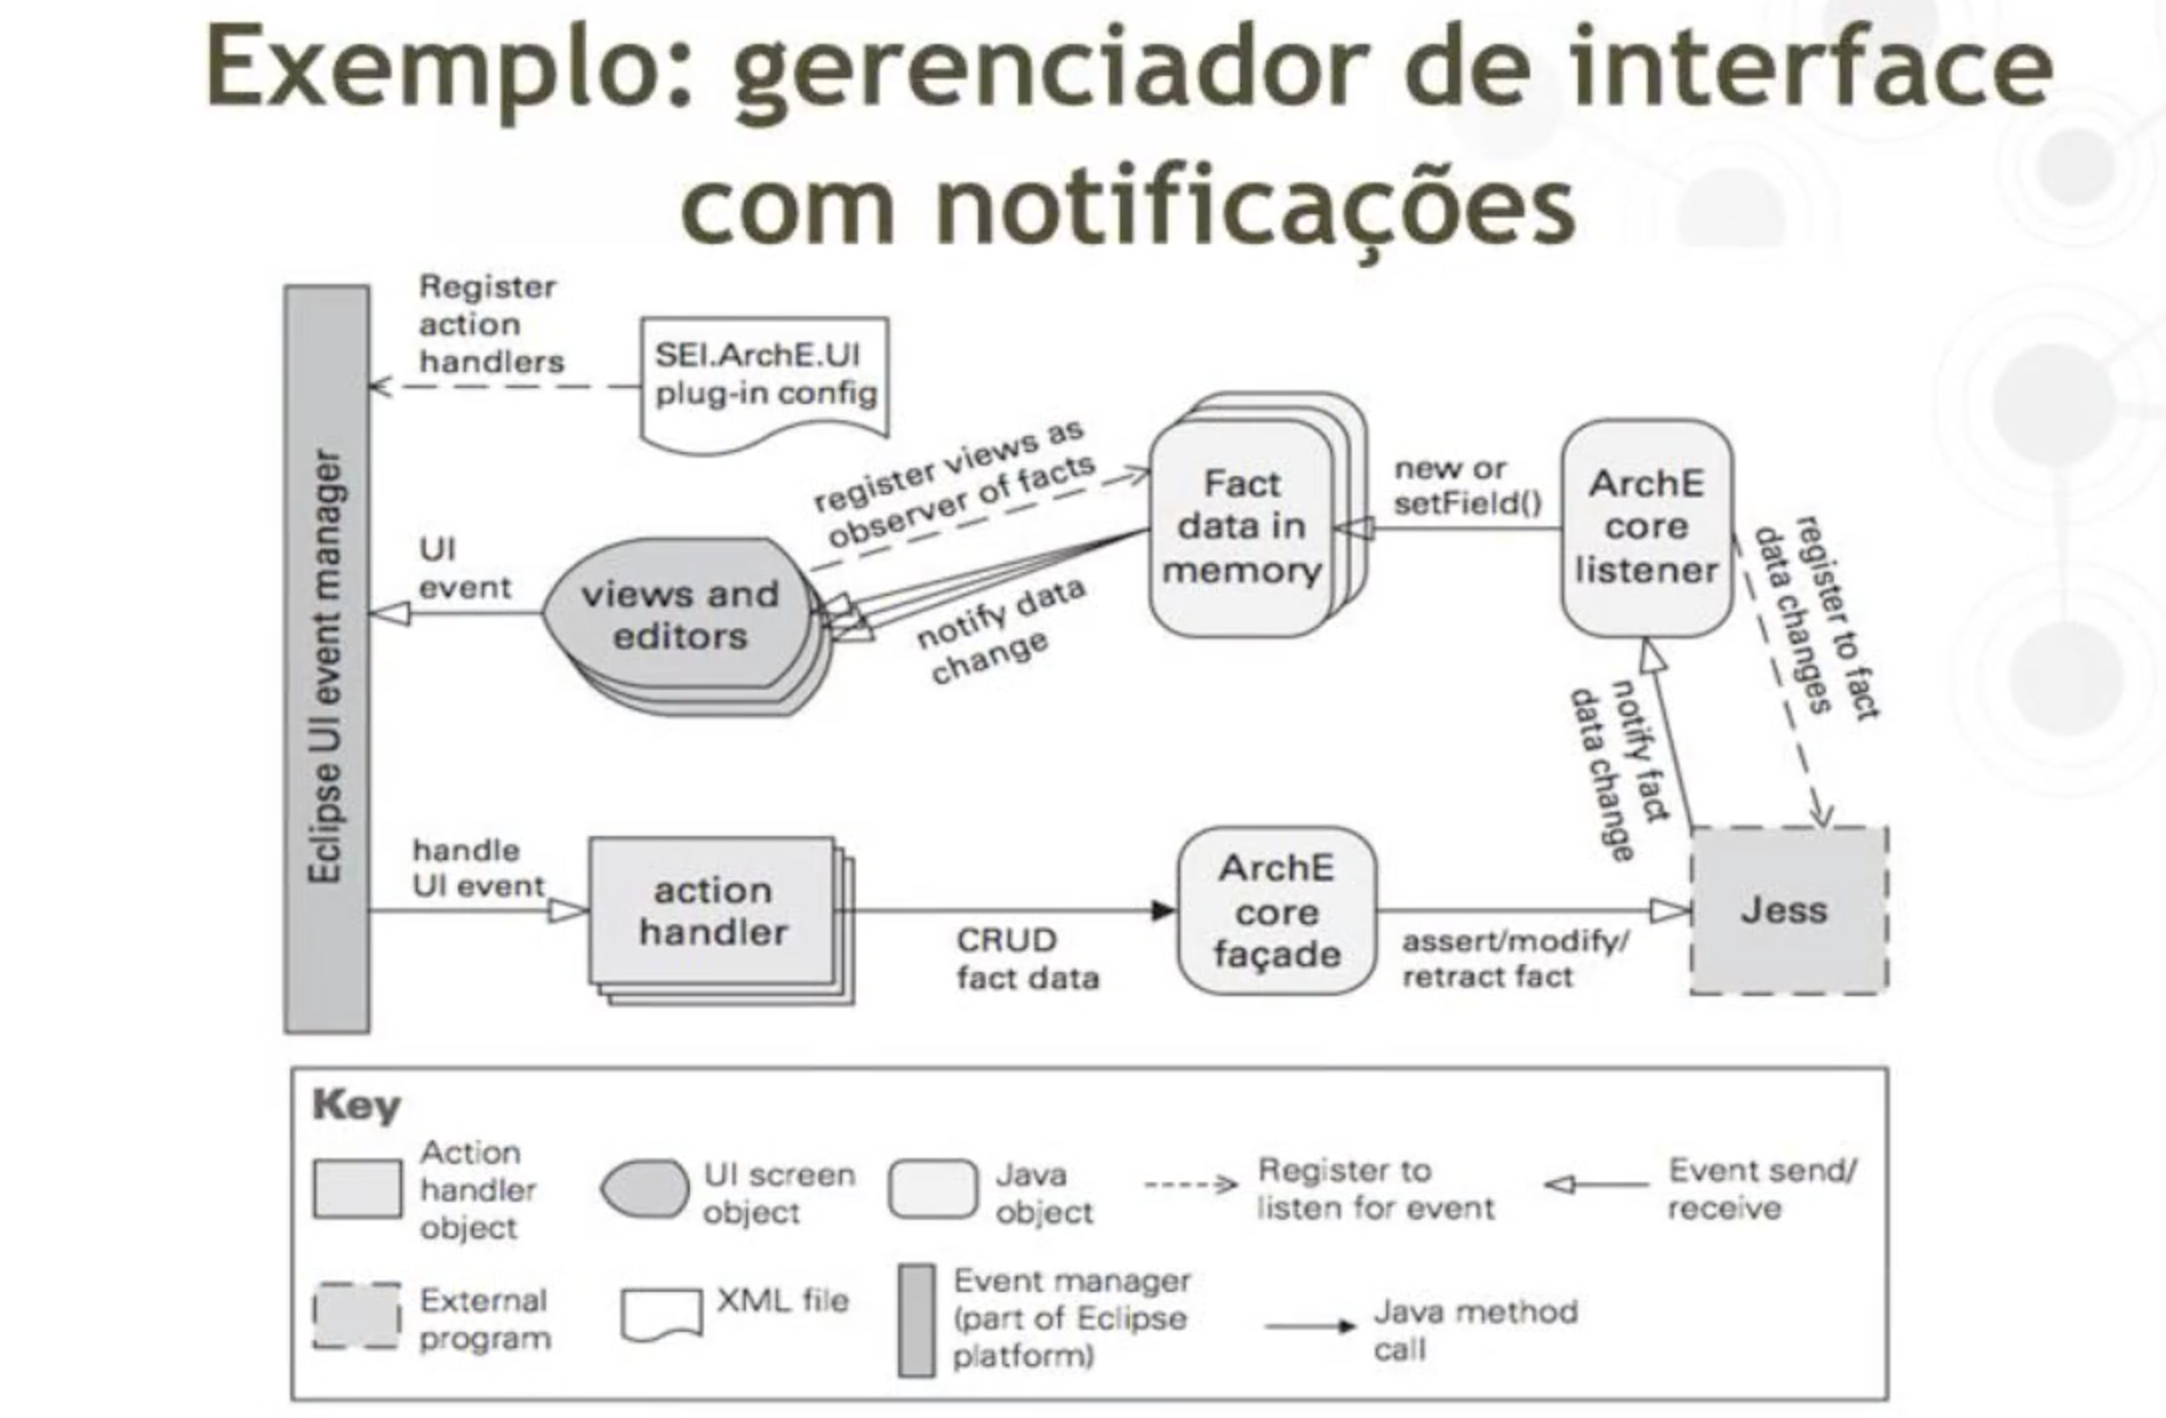 Exemplo: gerenciador de interface
com notificações
Register
action
handlers
SEI.ArchE.UI
plug-in config
Eclipse UI event manager
UI
event
views and
editors
register views as
observer of facts
notify data
change
Fact
data in
memory
new or
setField()
ArchE
core
listener
register to fact
data changes
notify fact
data change
handle
UI event
action
handler
CRUD
fact data
ArchE
core
façade
assert/modify/
retract fact
Jess
Key
Action
handler
object
UI screen
object
Java
object
Register to
listen for event
Event send/
receive
External
program
XML file
Event manager
(part of Eclipse
platform)
Java method
call